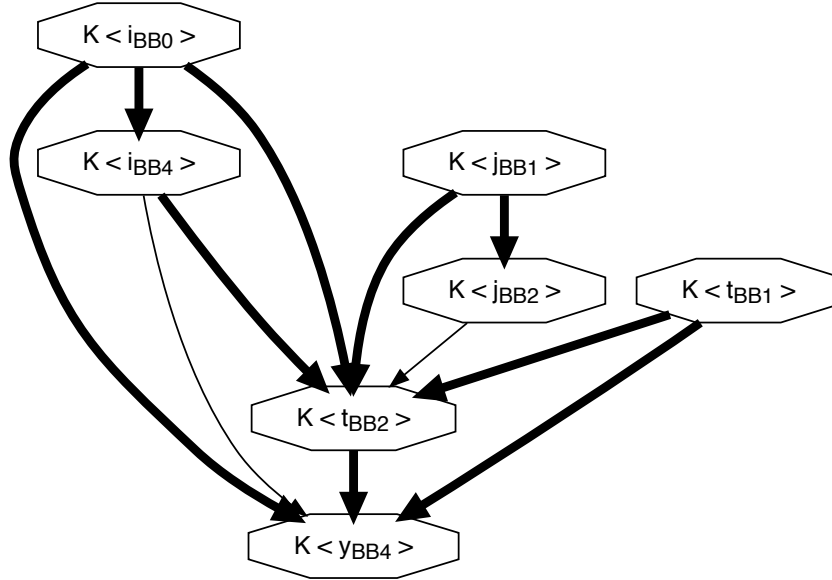 K < iBB0 >
K < iBB4 >
K < jBB1 >
K < jBB2 >
K < tBB1 >
K < tBB2 >
K < yBB4 >